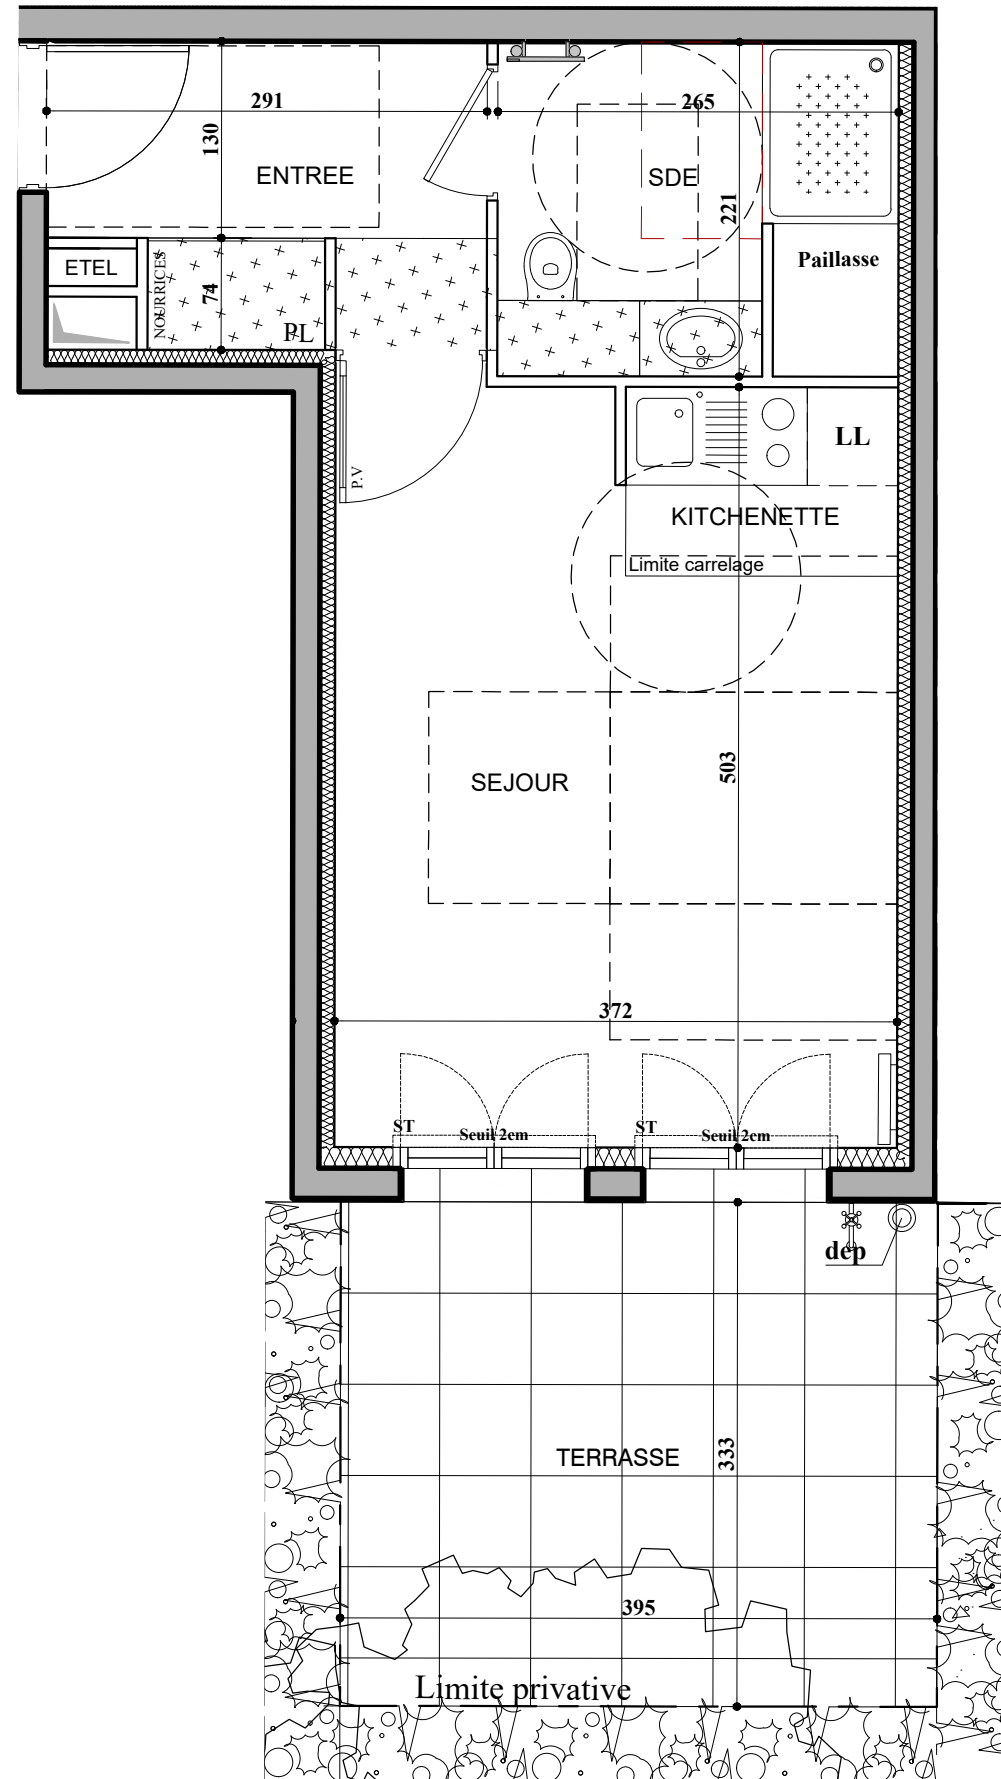 291
265
130
ENTREE
SDE
221
Paillasse
ETEL
NOURRICES
74
PL
LL
P.V
KITCHENETTE
Limite carrelage
503
SEJOUR
372
ST
Seuil 2cm
ST
Seuil 2cm
dep
TERRASSE
333
395
Limite privative